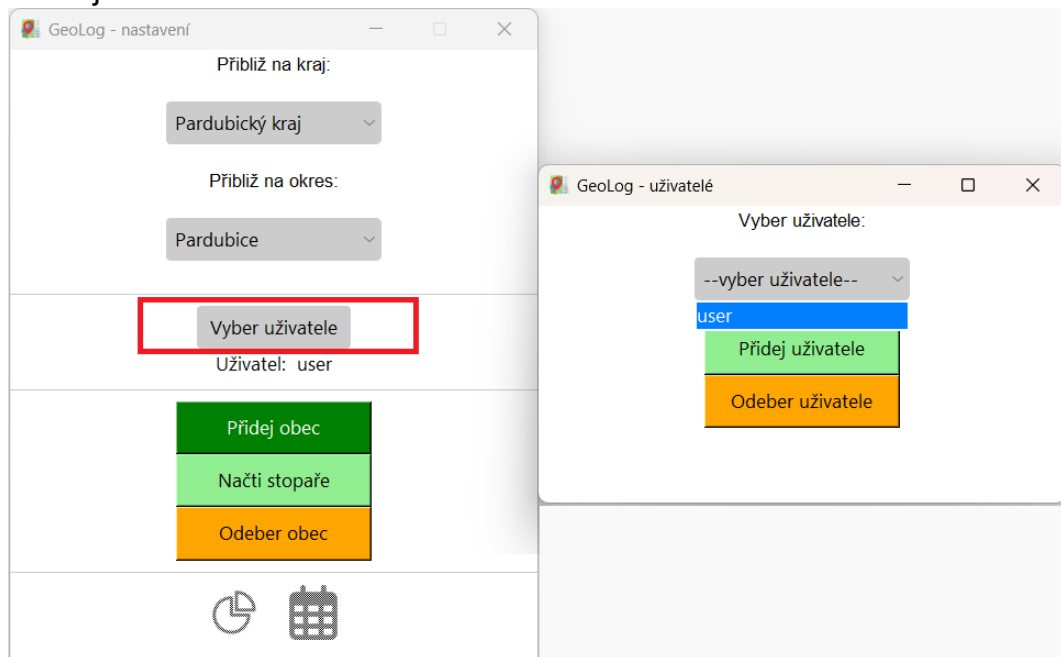 GeoLog - nastavení
Přibliž na kraj:
Pardubický kraj
Přibliž na okres:
Pardubice
Vyber uživatele
Uživatel: user
Přidej obec
Načti stopaře
Odeber obec
GeoLog - uživatelé
Vyber uživatele:
--vyber uživatele--
user
Přidej uživatele
Odeber uživatele